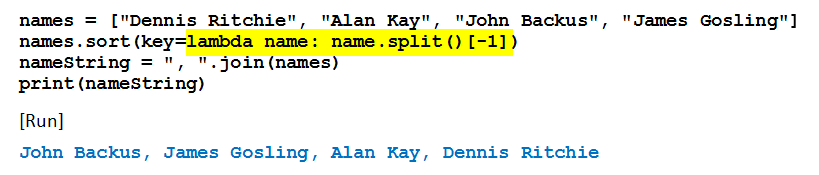 names = ["Dennis Ritchie", "Alan Kay", "John Backus", "James Gosling"]
names.sort(key=lambda name: name.split()[-1])
nameString = ", ".join(names)
print(nameString)
[Run]
John Backus, James Gosling, Alan Kay, Dennis Ritchie